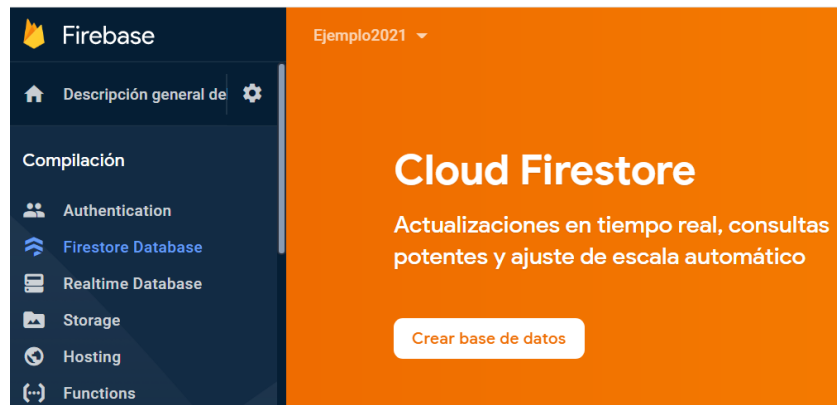 Firebase
Ejemplo2021
Descripción general de
Compilación
Authentication
Firestore Database
Realtime Database
Storage
Hosting
Functions
Cloud Firestore
Actualizaciones en tiempo real, consultas
potentes y ajuste de escala automático
Crear base de datos